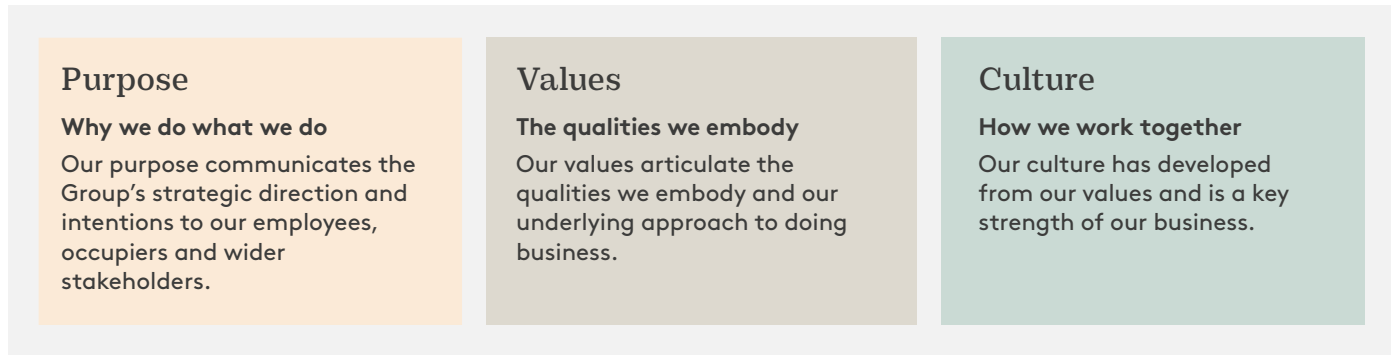 Purpose
Why we do what we do
Our purpose communicates the
Group’s strategic direction and
intentions to our employees,
occupiers and wider
stakeholders.
Values
The qualities we embody
Our values articulate the
qualities we embody and our
underlying approach to doing
business.
Culture
How we work together
Our culture has developed
from our values and is a key
strength of our business.